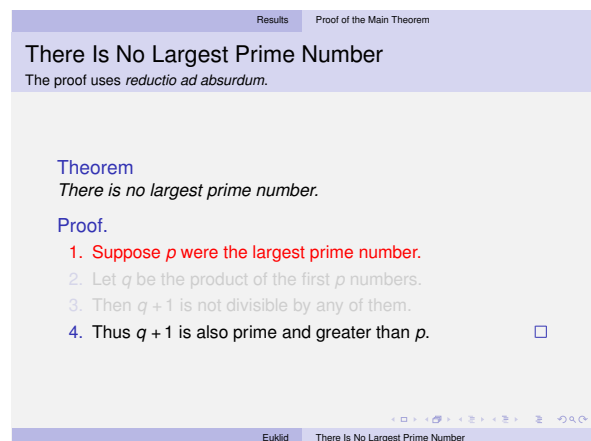 Results Proof of the Main Theorem
There Is No Largest Prime Number
The proof uses reductio ad absurdum.
Theorem
There is no largest prime number.
Proof.
1. Suppose p were the largest prime number.
2. Let q be the product of the first p numbers.
3. Then q + 1 is not divisible by any of them.
4. Thus q + 1 is also prime and greater than p.
Euklid There Is No Largest Prime Number